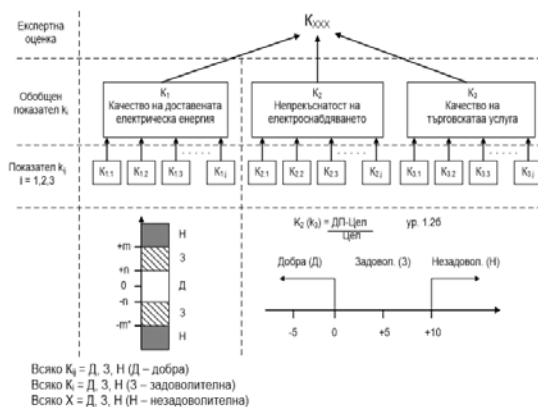 Експертна
оценка
KXXX
Обобщен
показател ki
K1
Качество на доставената
електрическа енергия
K2
Непрекъснатост на
електроснабдяването
K3
Качество на
търговскатаа услуга
Показател kij
I = 1,2,3
K1.1 K1.2 K1.3 ...... K1.j
K2.1 K2.2 K2.3 ...... K2.j
K3.1 K3.2 K3.3 ...... K3.j
Н
+m
З
+n
0 Д
-n
З
-m*
Н
K2 (k3) = ДП-Цел ур. 1.2б
Цел
Добра (Д) Задовол. (З) Незадовол. (Н)
-5 0 +5 +10
Всяко Kij = Д, З, Н (Д – добра)
Всяко Ki = Д, З, Н (З – задоволителна)
Всяко X = Д, З, Н (Н – незадоволителна)